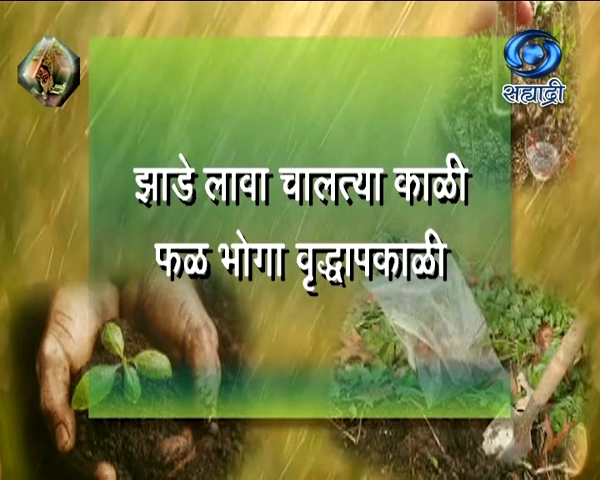 सह्याद्री
झाडे लावा चालत्या काळी
फळ भोगा वृद्धापकाळी